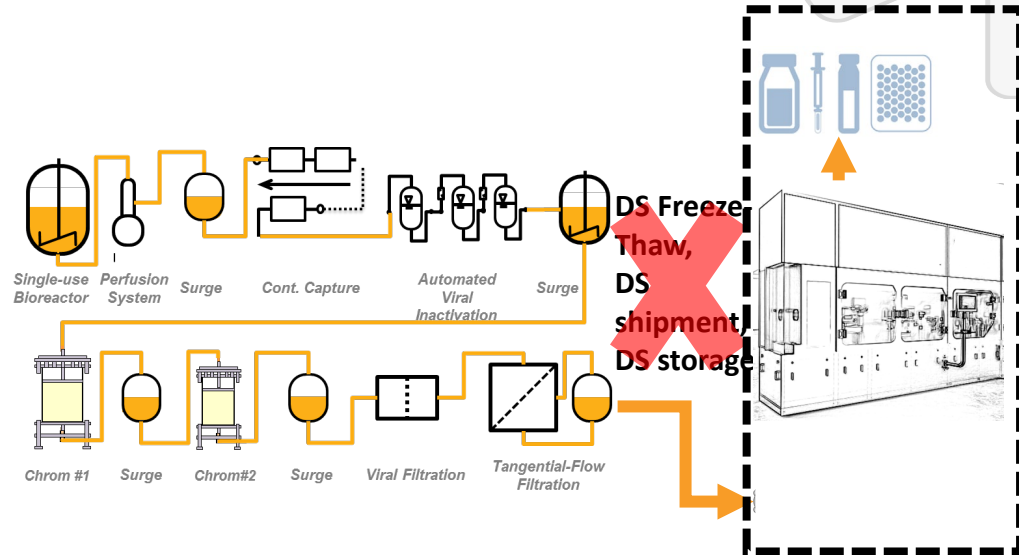 DS Freeze-
Thaw,
DS
shipment,
DS storage
Single-use
Bioreactor
Perfusion
System
Surge
Cont. Capture
Automated
Viral
Inactivation
Surge
Chrom #1
Surge
Chrom#2
Surge
Viral Filtration
Tangential-Flow
Filtration